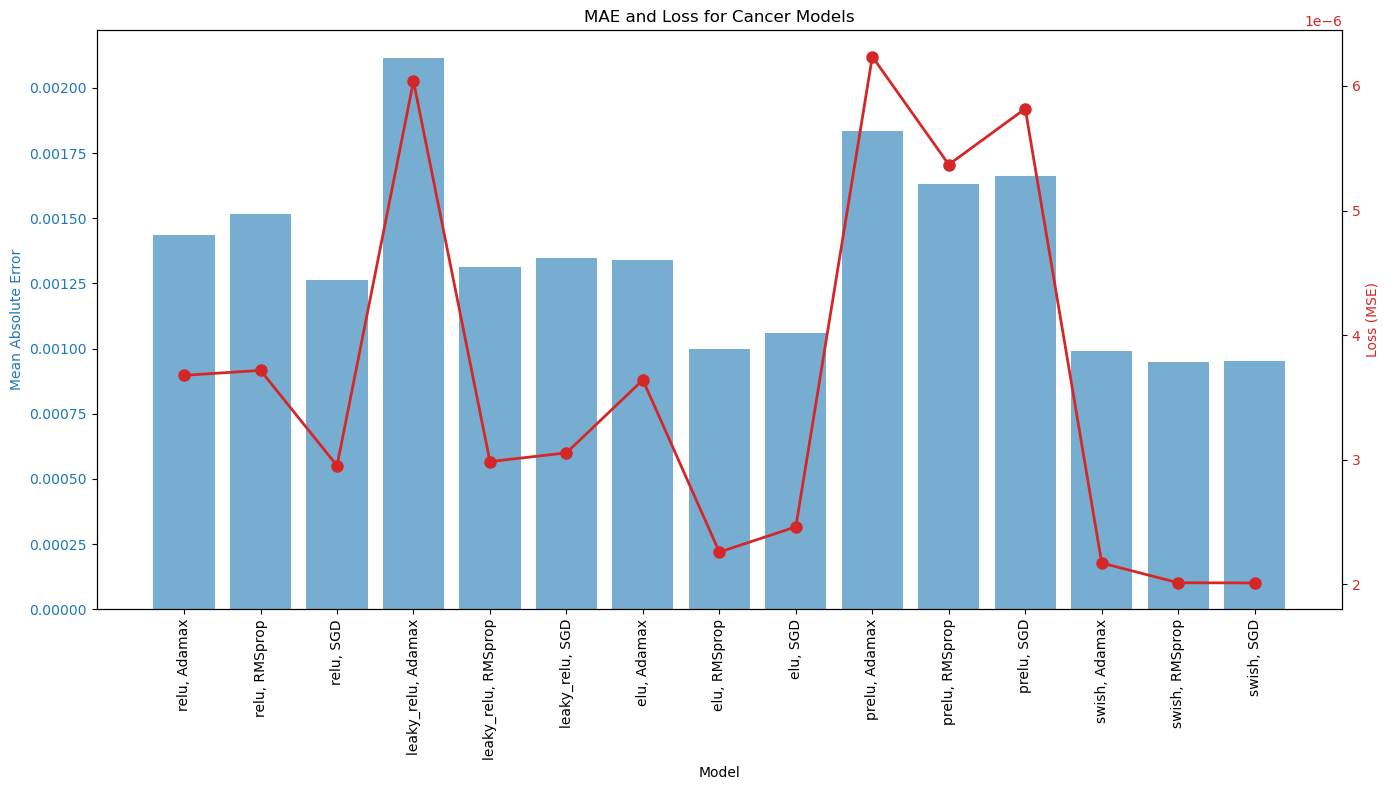 MAE and Loss for Cancer Models
1e−6
Mean Absolute Error
0.00200
0.00175
0.00150
0.00125
0.00100
0.00075
0.00050
0.00025
0.00000
6
5
4
3
2
Loss (MSE)
relu, Adamax
relu, RMSprop
relu, SGD
leaky_relu, Adamax
leaky_relu, RMSprop
leaky_relu, SGD
elu, Adamax
elu, RMSprop
elu, SGD
prelu, Adamax
prelu, RMSprop
prelu, SGD
swish, Adamax
swish, RMSprop
swish, SGD
Model